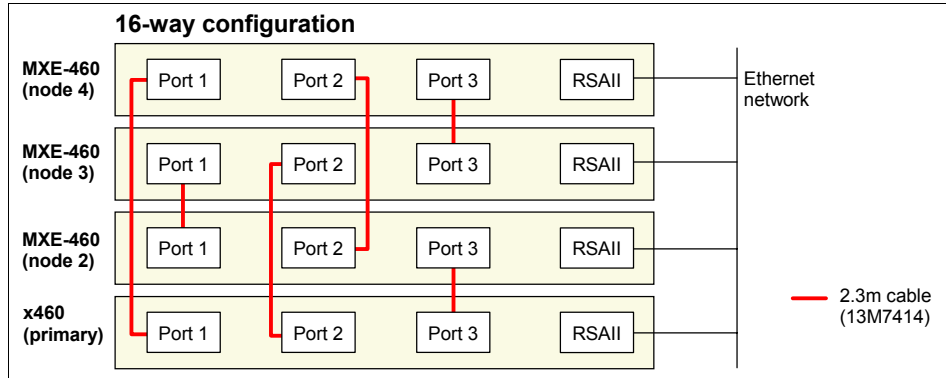 16-way configuration
MXE-460
(node 4)
Port 1
Port 2
Port 3
RSAII
Ethernet
network
MXE-460
(node 3)
Port 1
Port 2
Port 3
RSAII
MXE-460
(node 2)
Port 1
Port 2
Port 3
RSAII
x460
(primary)
Port 1
Port 2
Port 3
RSAII
2.3m cable
(13M7414)